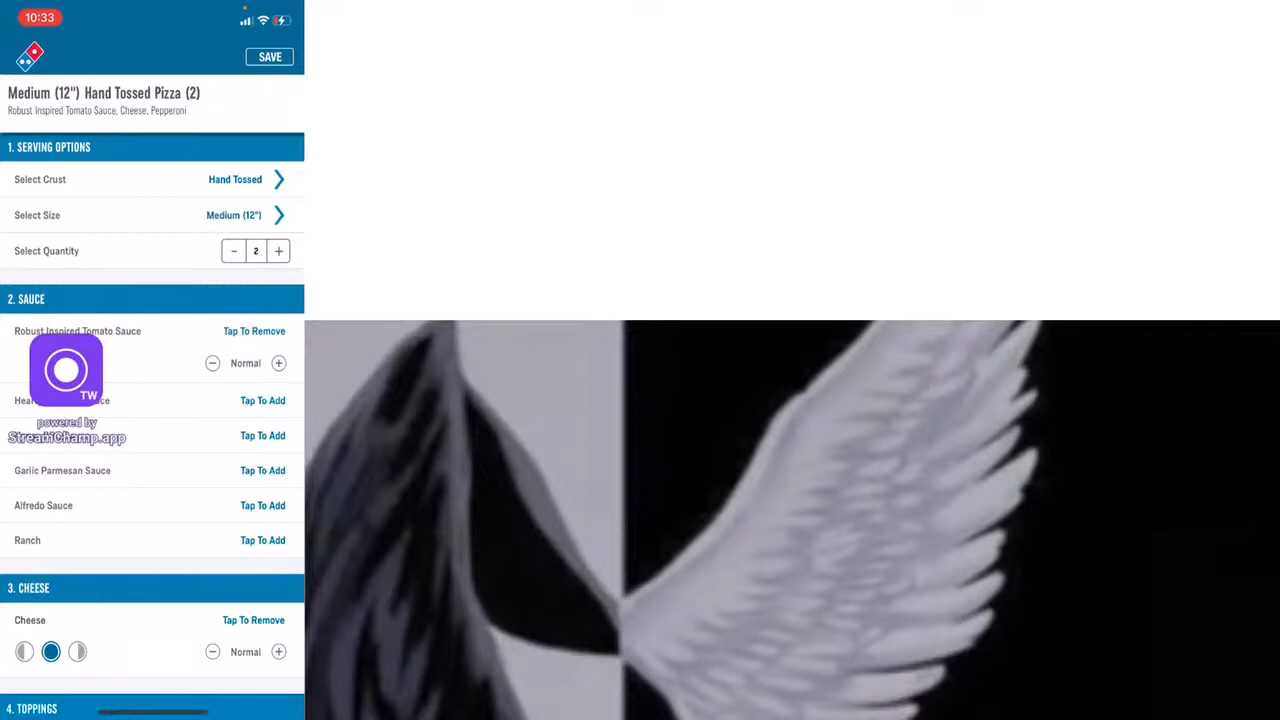 10:33
SAVE
Medium (12") Hand Tossed Pizza (2)
Robust Inspired Tomato Sauce, Cheese, Pepperoni
1. SERVING OPTIONS
Select Crust Hand Tossed
Select Size Medium (12")
Select Quantity - 2 +
2. SAUCE
Robust Inspired Tomato Sauce Tap To Remove
Normal
TW
Tap To Add
powered by
StreamChamp.app
Tap To Add
Garlic Parmesan Sauce Tap To Add
Alfredo Sauce Tap To Add
Ranch Tap To Add
3. CHEESE
Cheese Tap To Remove
Normal
4. TOPPINGS